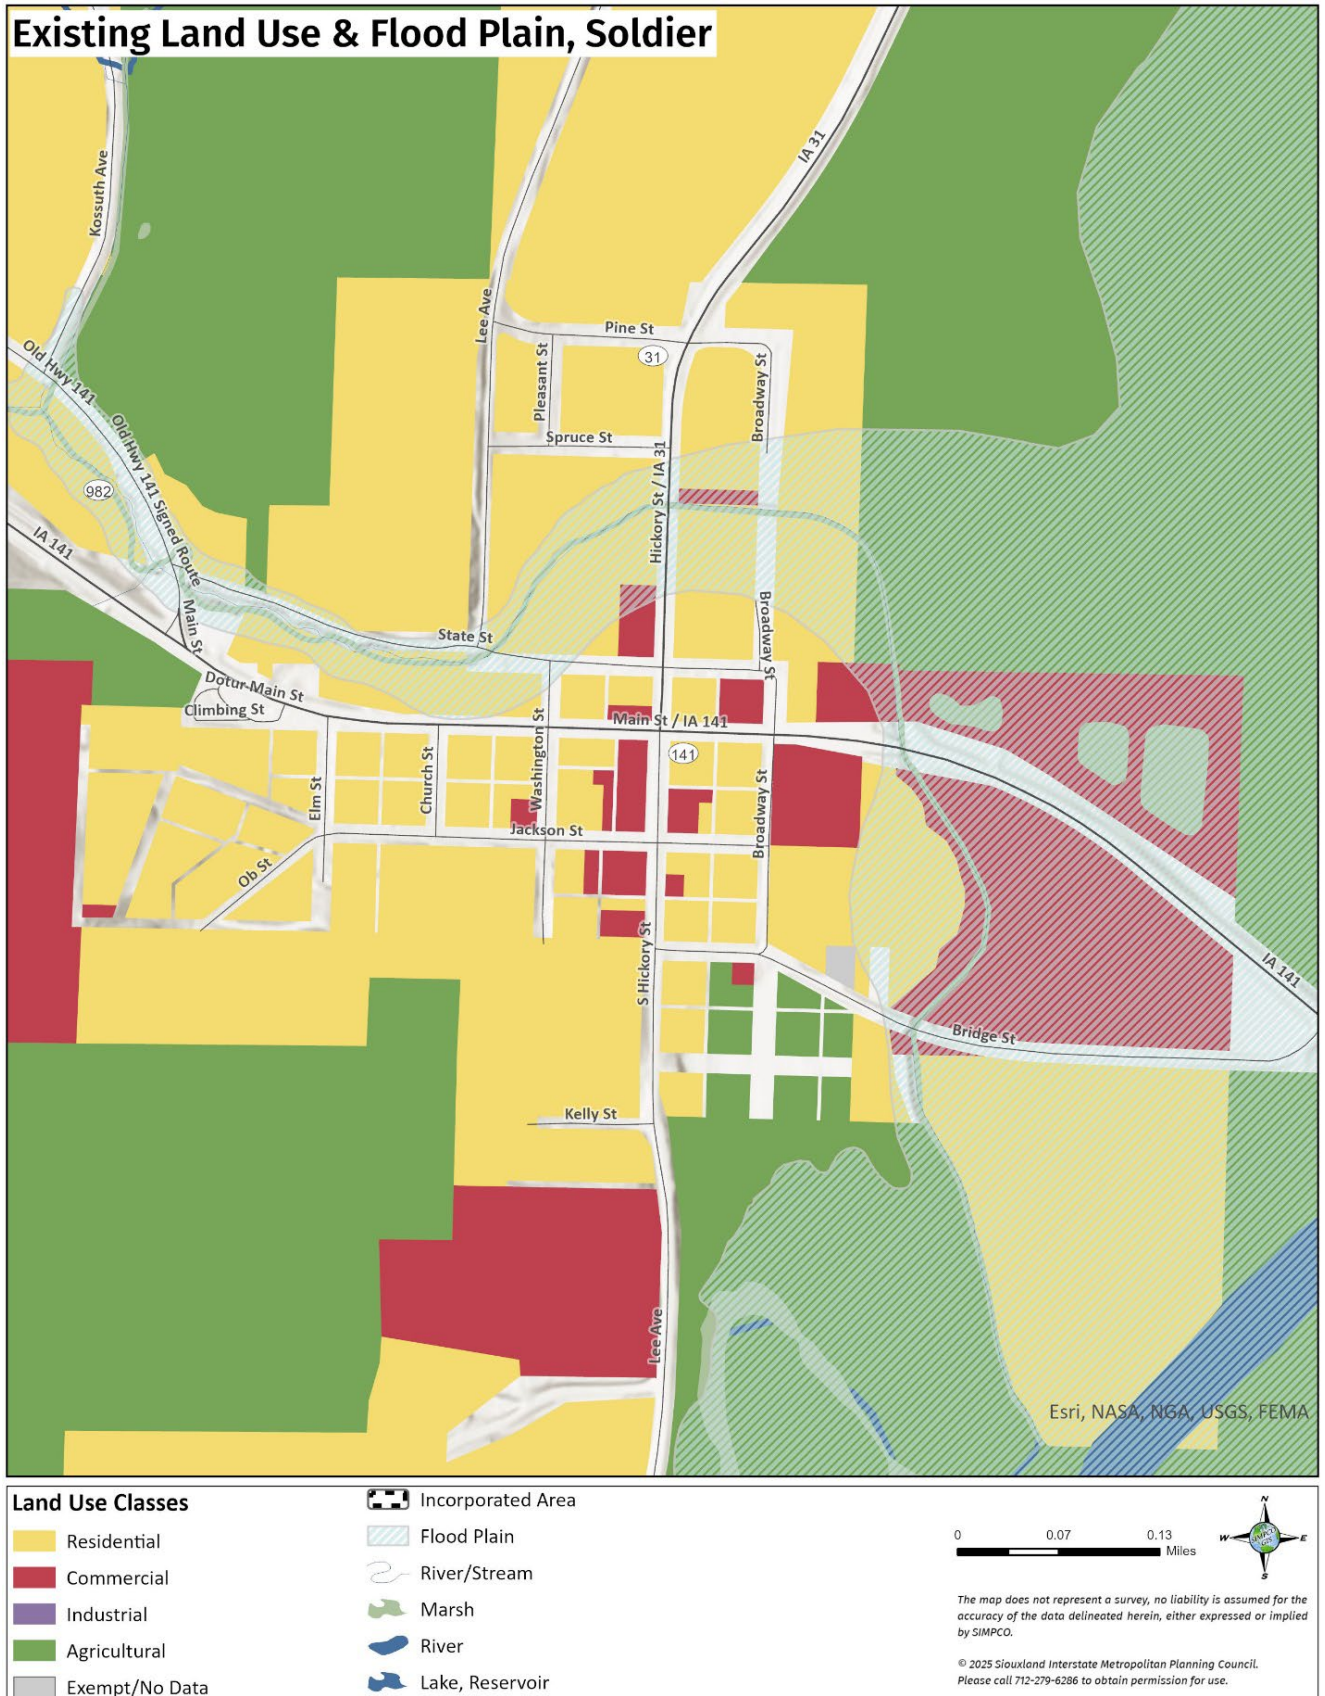 Existing Land Use & Flood Plain, Soldier
IA 31
Kossuth Ave
Lee Ave
Pine St
31
Pleasant St
Broadway St
Old Hwy 141
Spruce St
Hickory St / IA 31
982
Old Hwy 141 Signed Route
IA 141
Main St
State St
Broadway St
Dotur-Main St
Climbing St
Main St / IA 141
141
Washington St
Church St
Elm St
Broadway St
Jackson St
Ob St
S Hickory St
IA 141
Bridge St
Kelly St
Lee Ave
Esri, NASA, NGA, USGS, FEMA
Land Use Classes
Residential
Commercial
Industrial
Agricultural
Exempt/No Data
Incorporated Area
Flood Plain
River/Stream
Marsh
River
Lake, Reservoir
0 0.07 0.13
Miles
N
W E
S
SIMPCO
GIS
The map does not represent a survey, no liability is assumed for the
accuracy of the data delineated herein, either expressed or implied
by SIMPCO.
© 2025 Siouxland Interstate Metropolitan Planning Council.
Please call 712-279-6286 to obtain permission for use.